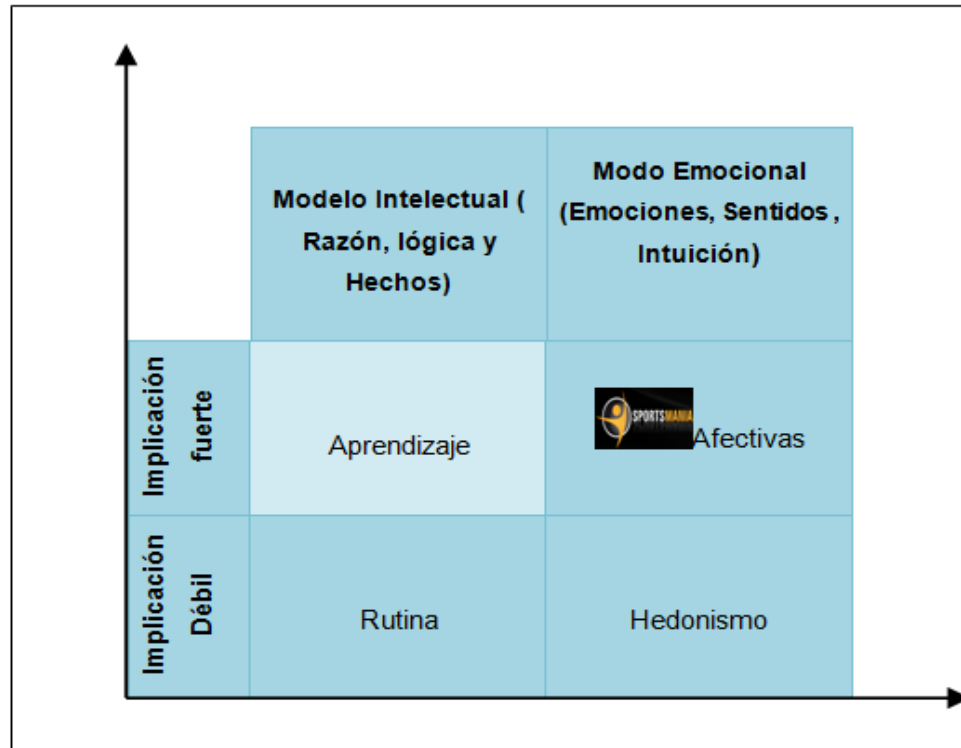 Modelo Intelectual (
Razón, lógica y
Hechos)
Modo Emocional
(Emociones, Sentidos ,
Intuición)
Implicación
fuerte
Aprendizaje
SPORTSMANIA
Afectivas
Implicación
Débil
Rutina
Hedonismo